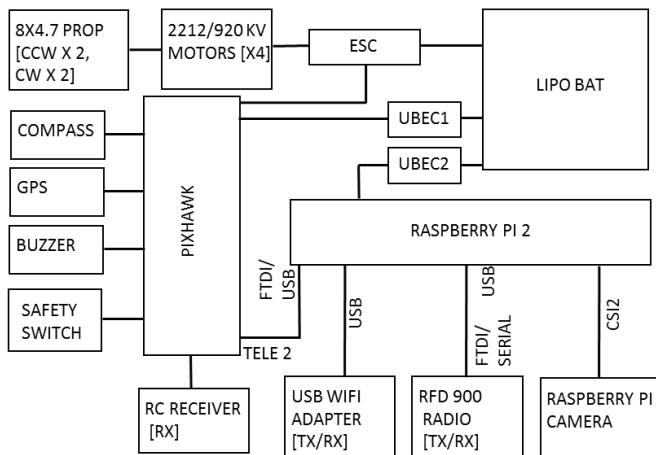 8X4.7 PROP
[CCW X 2,
CW X 2]
2212/920 KV
MOTORS [X4]
ESC
LIPO BAT
UBEC1
UBEC2
COMPASS
GPS
BUZZER
SAFETY
SWITCH
PIXHAWK
RASPBERRY PI 2
FTDI/
USB
USB
USB
FTDI/
SERIAL
CSI2
TELE 2
RC RECEIVER
[RX]
USB WIFI
ADAPTER
[TX/RX]
RFD 900
RADIO
[TX/RX]
RASPBERRY PI
CAMERA